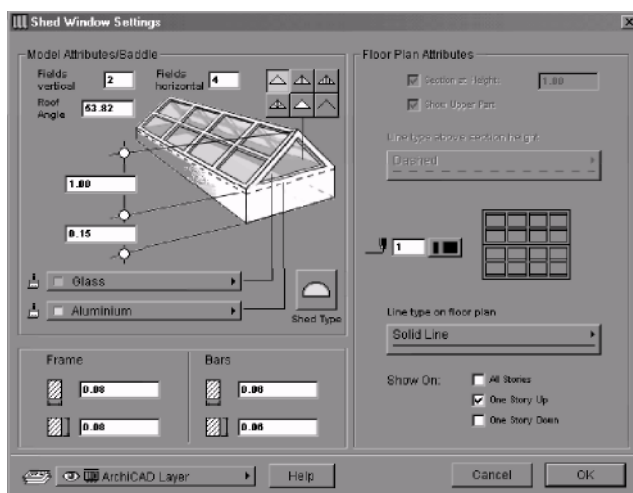 Shed Window Settings
Model Attributes/Baddle
Fields vertical 2
Fields horizontal 4
Roof Angle 53.82
1.00
0.15
Glass
Aluminium
Shed Type
Frame
0.08
0.08
Bars
0.06
0.06
Floor Plan Attributes
Section at Height: 1.00
Show Upper Part
Line type above section height
Dashed
1
Line type on floor plan
Solid Line
Show On:
All Stories
One Story Up
One Story Down
ArchiCAD Layer
Help
Cancel
OK